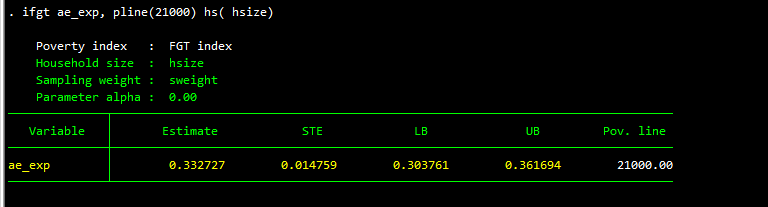 . ifgt ae_exp, pline(21000) hs( hsize)
Poverty index : FGT index
Household size : hsize
Sampling weight : sweight
Parameter alpha : 0.00
Variable Estimate STE LB UB Pov. line
ae_exp 0.332727 0.014759 0.303761 0.361694 21000.00